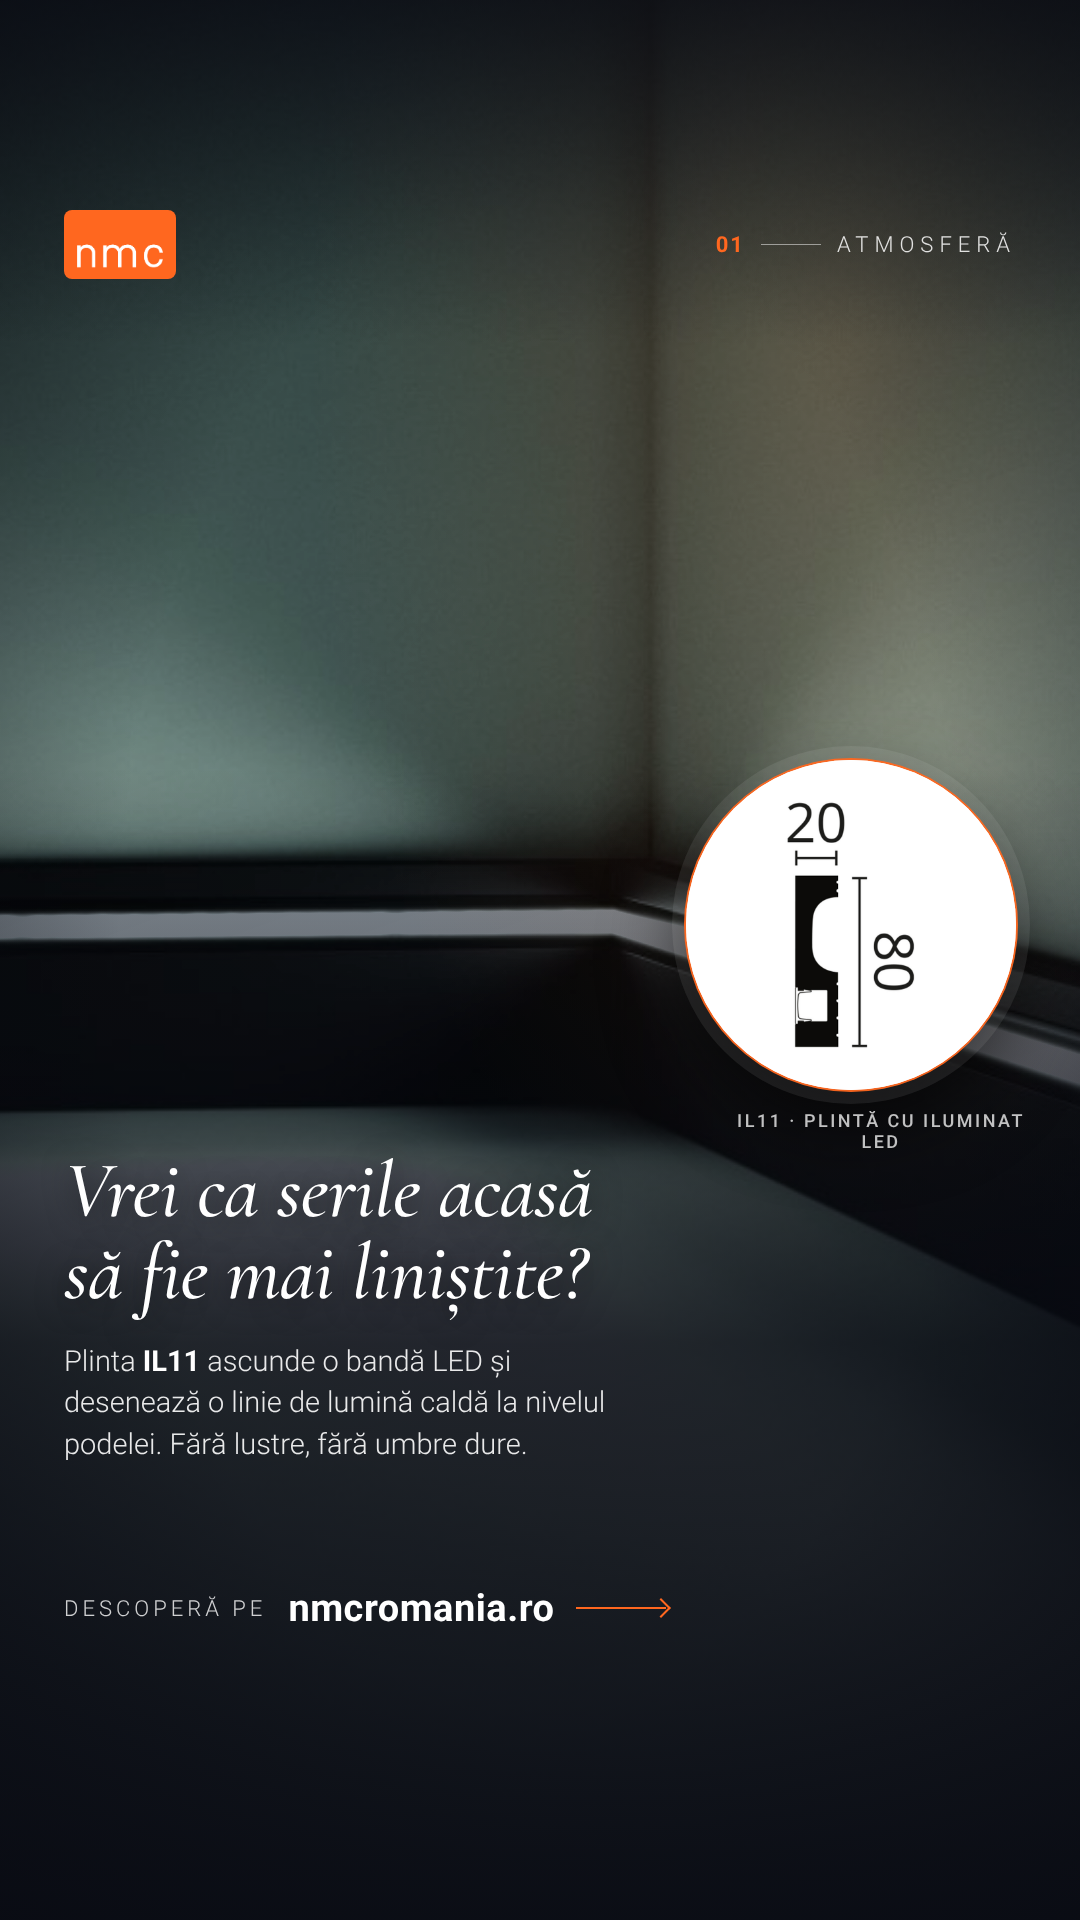 nmc
01 ATMOSFERĂ
20
80
IL11 · PLINTĂ CU ILUMINAT
LED
Vrei ca serile acasă
să fie mai liniștite?
Plinta IL11 ascunde o bandă LED și
desenează o linie de lumină caldă la nivelul
podelei. Fără lustre, fără umbre dure.
DESCOPERĂ PE nmcromania.ro